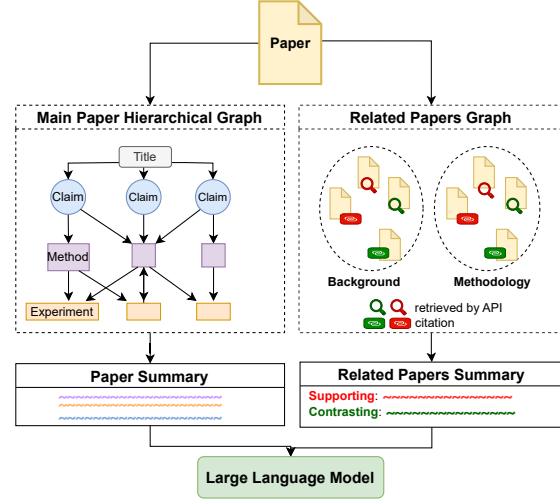 Paper
Main Paper Hierarchical Graph
Title
Claim Claim Claim
Method
Experiment
Related Papers Graph
Background Methodology
retrieved by API
citation
Paper Summary
Related Papers Summary
Supporting:
Contrasting:
Large Language Model